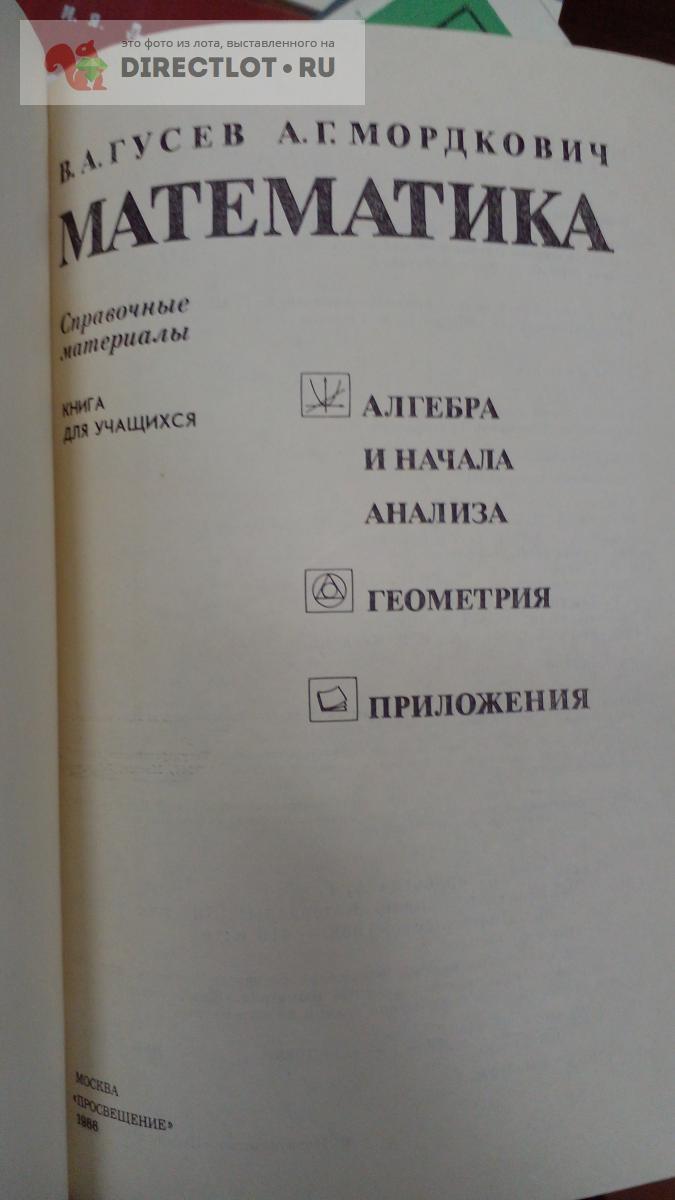 И. Я. Д
это фото из лота, выставленного на
DIRECTLOT.RU
В. А. ГУСЕВ А. Г. МОРДКОВИЧ
МАТЕМАТИКА
Справочные
материалы
КНИГА
ДЛЯ УЧАЩИХСЯ
АЛГЕБРА
И НАЧАЛА
АНАЛИЗА
ГЕОМЕТРИЯ
ПРИЛОЖЕНИЯ
МОСКВА
«ПРОСВЕЩЕНИЕ»
1988